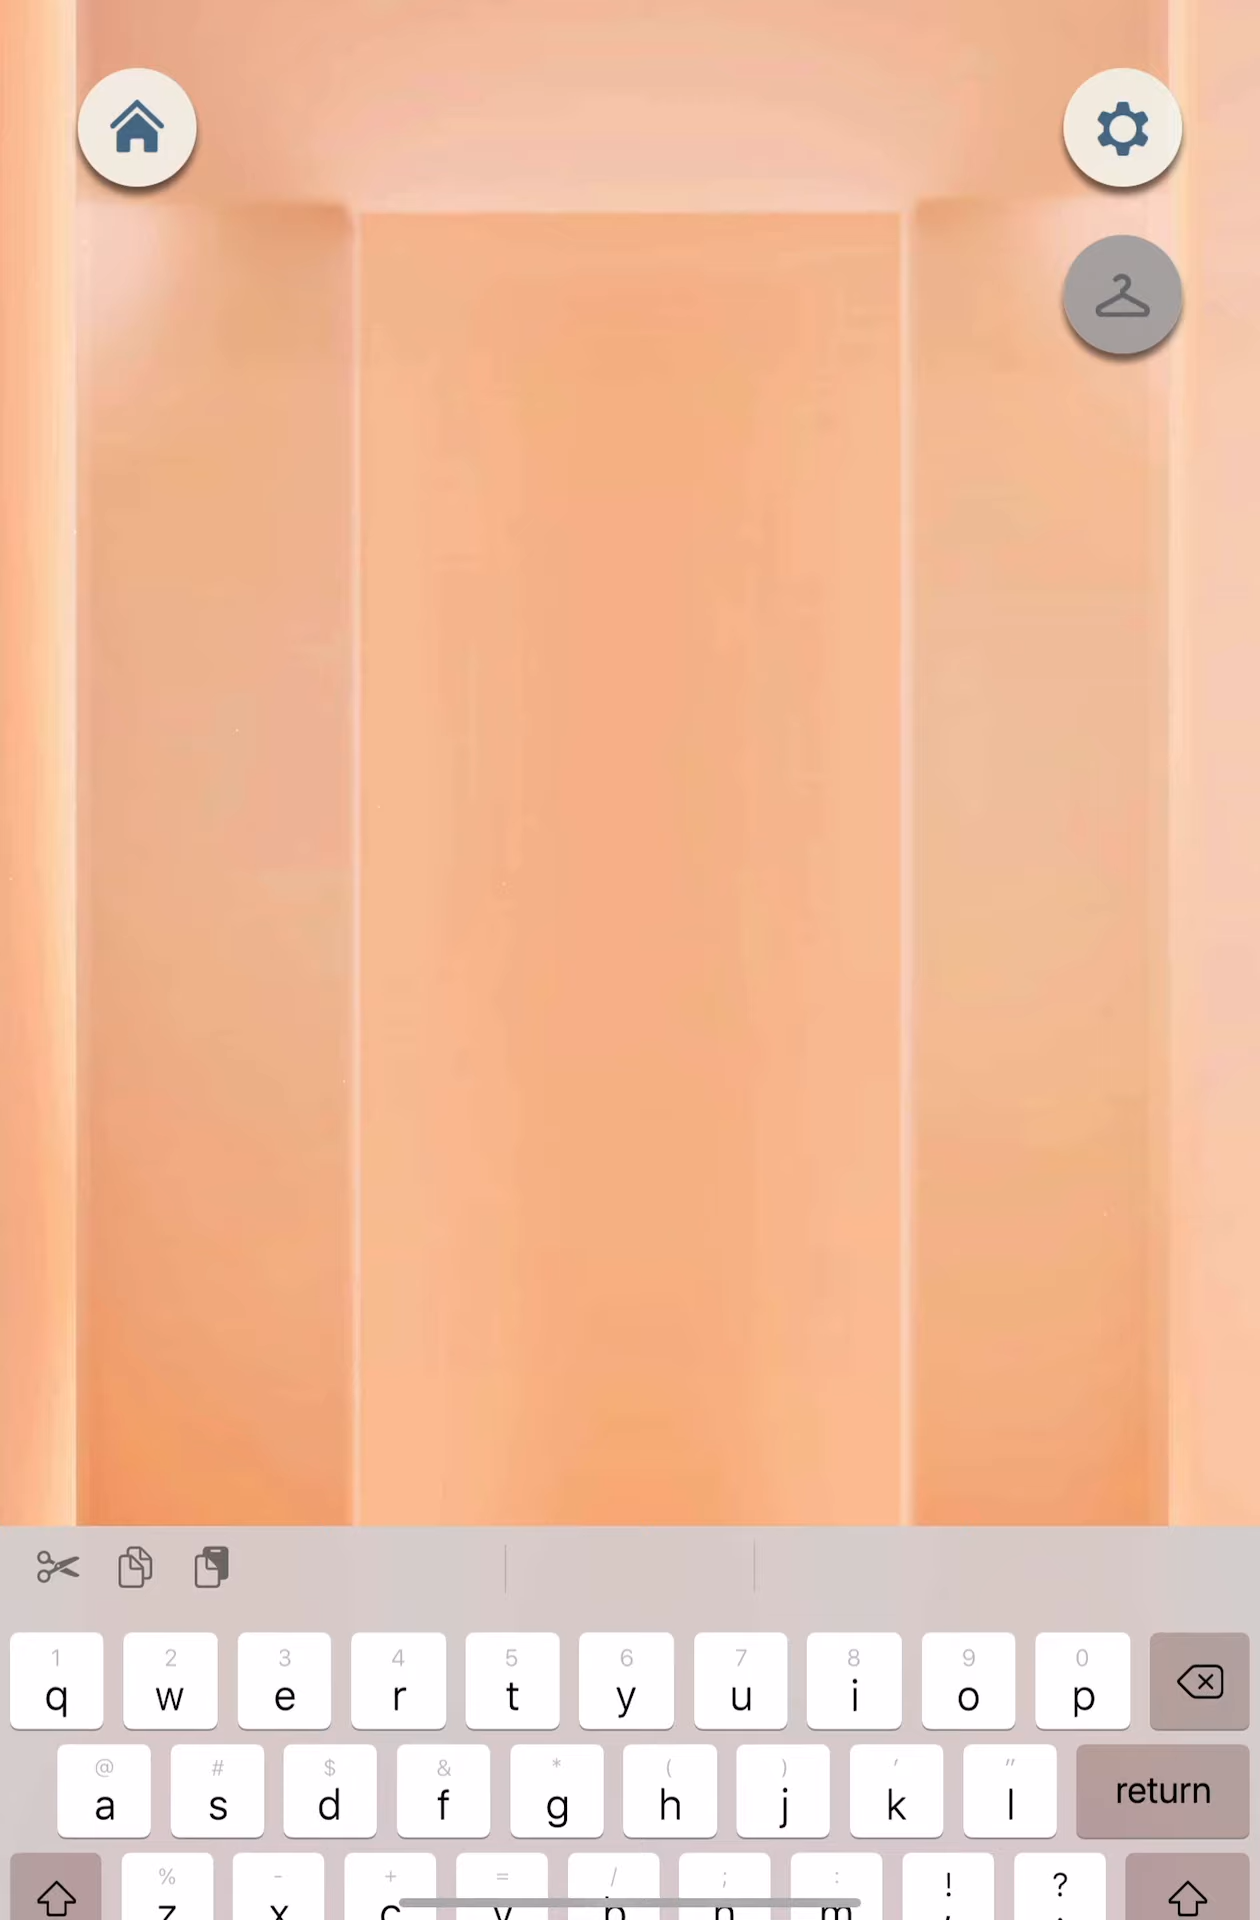 1 2 3 4 5 6 7 8 9 0
q w e r t y u i o p
@ # $ & * ( ) ' "
a s d f g h j k l return
% - + = / ; : ! ?
z x c v b n m , .